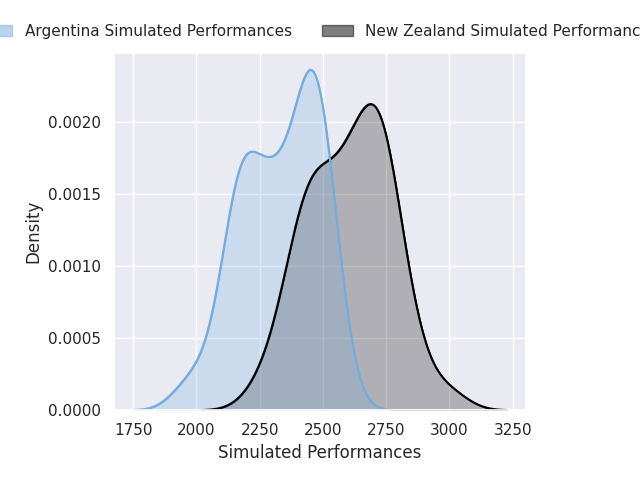 Argentina Simulated Performances
New Zealand Simulated Performanc
0.0020
0.0015
0.0010
0.0005
0.0000
Density
1750 2000 2250 2500 2750 3000 3250
Simulated Performances